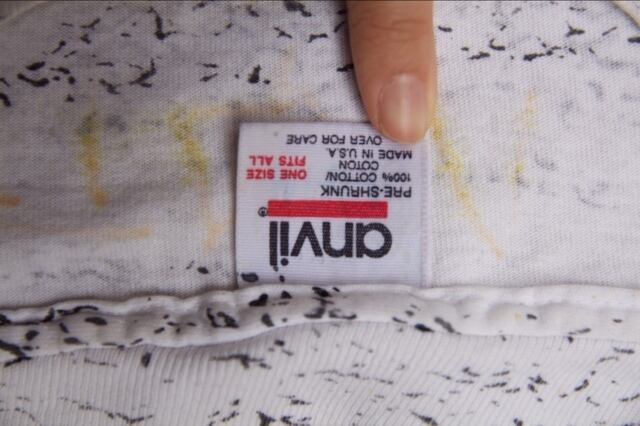 anvil®
PRE-SHRUNK
100% COTTON/
COTON
MADE IN U.S.A.
OVER FOR CARE
ONE SIZE
FITS ALL